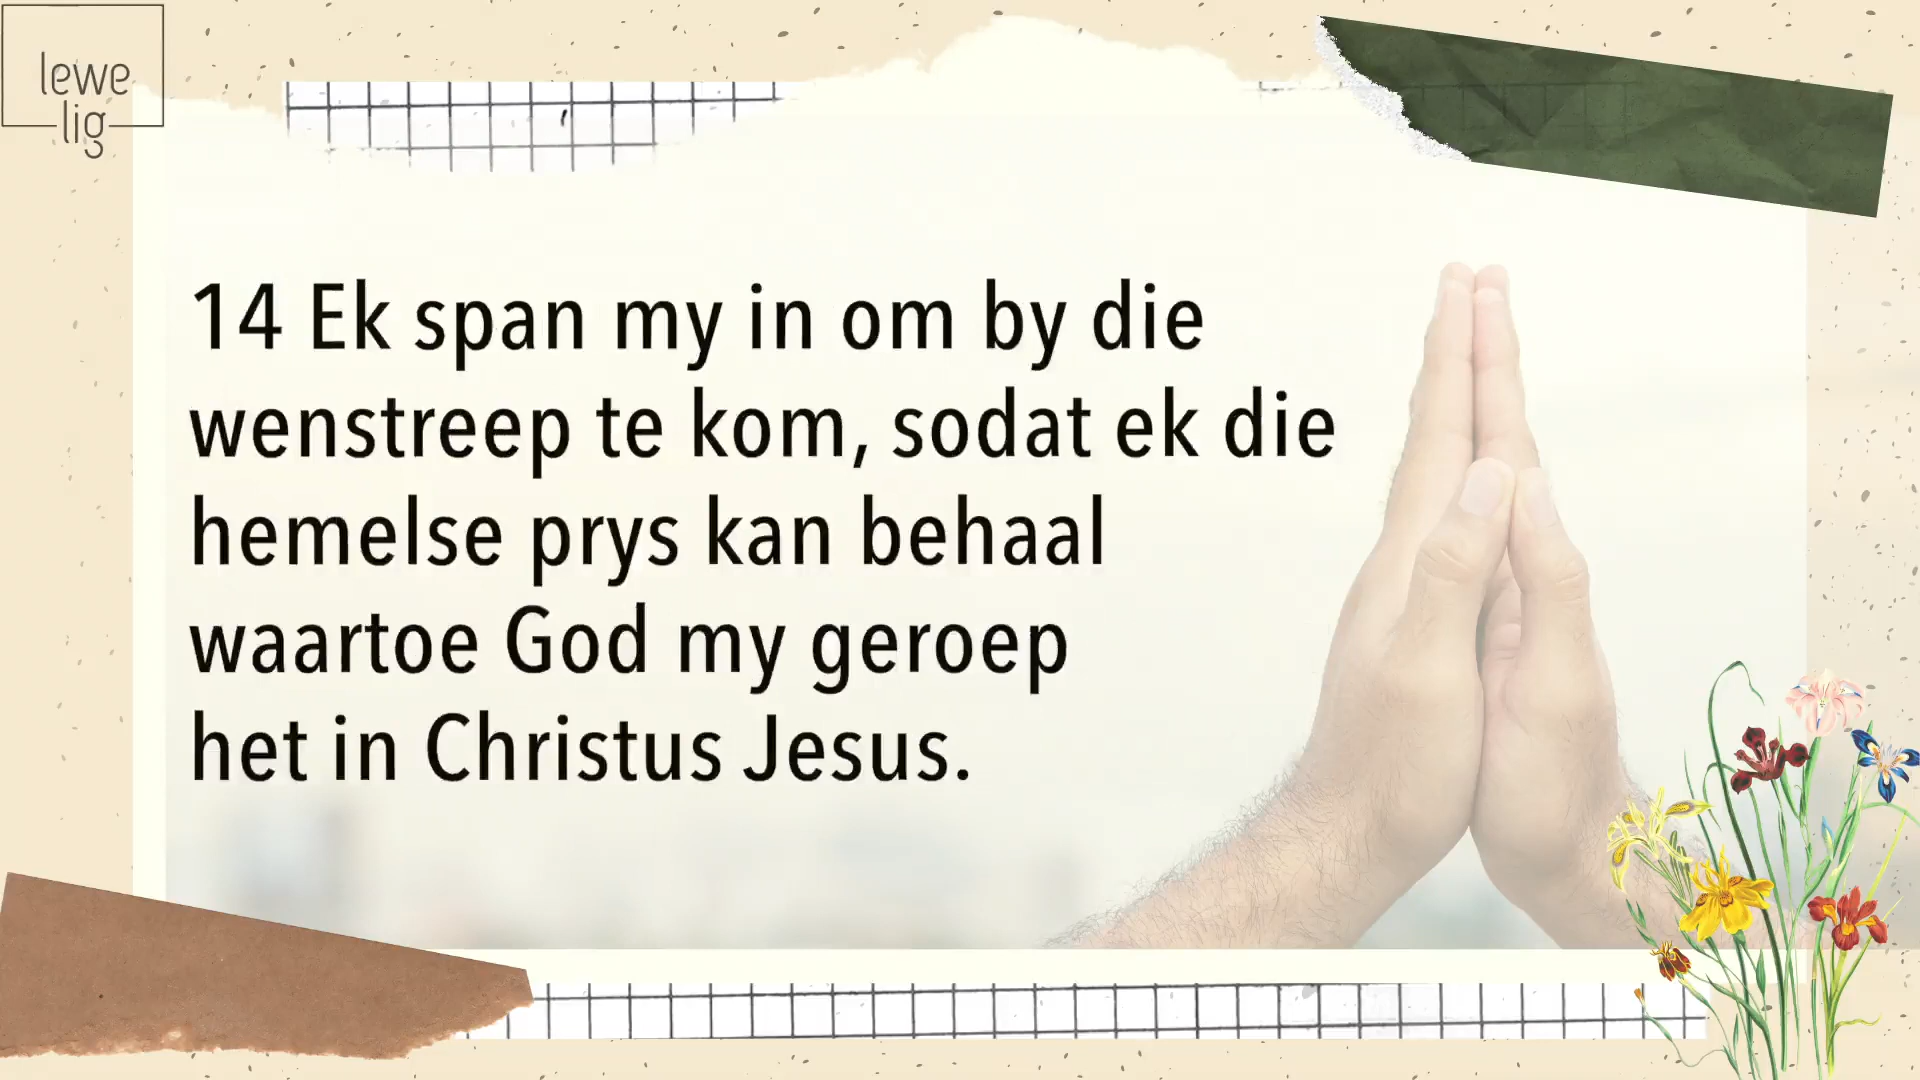 lewe
lig
14 Ek span my in om by die
wenstreep te kom, sodat ek die
hemelse prys kan behaal
waartoe God my geroep
het in Christus Jesus.